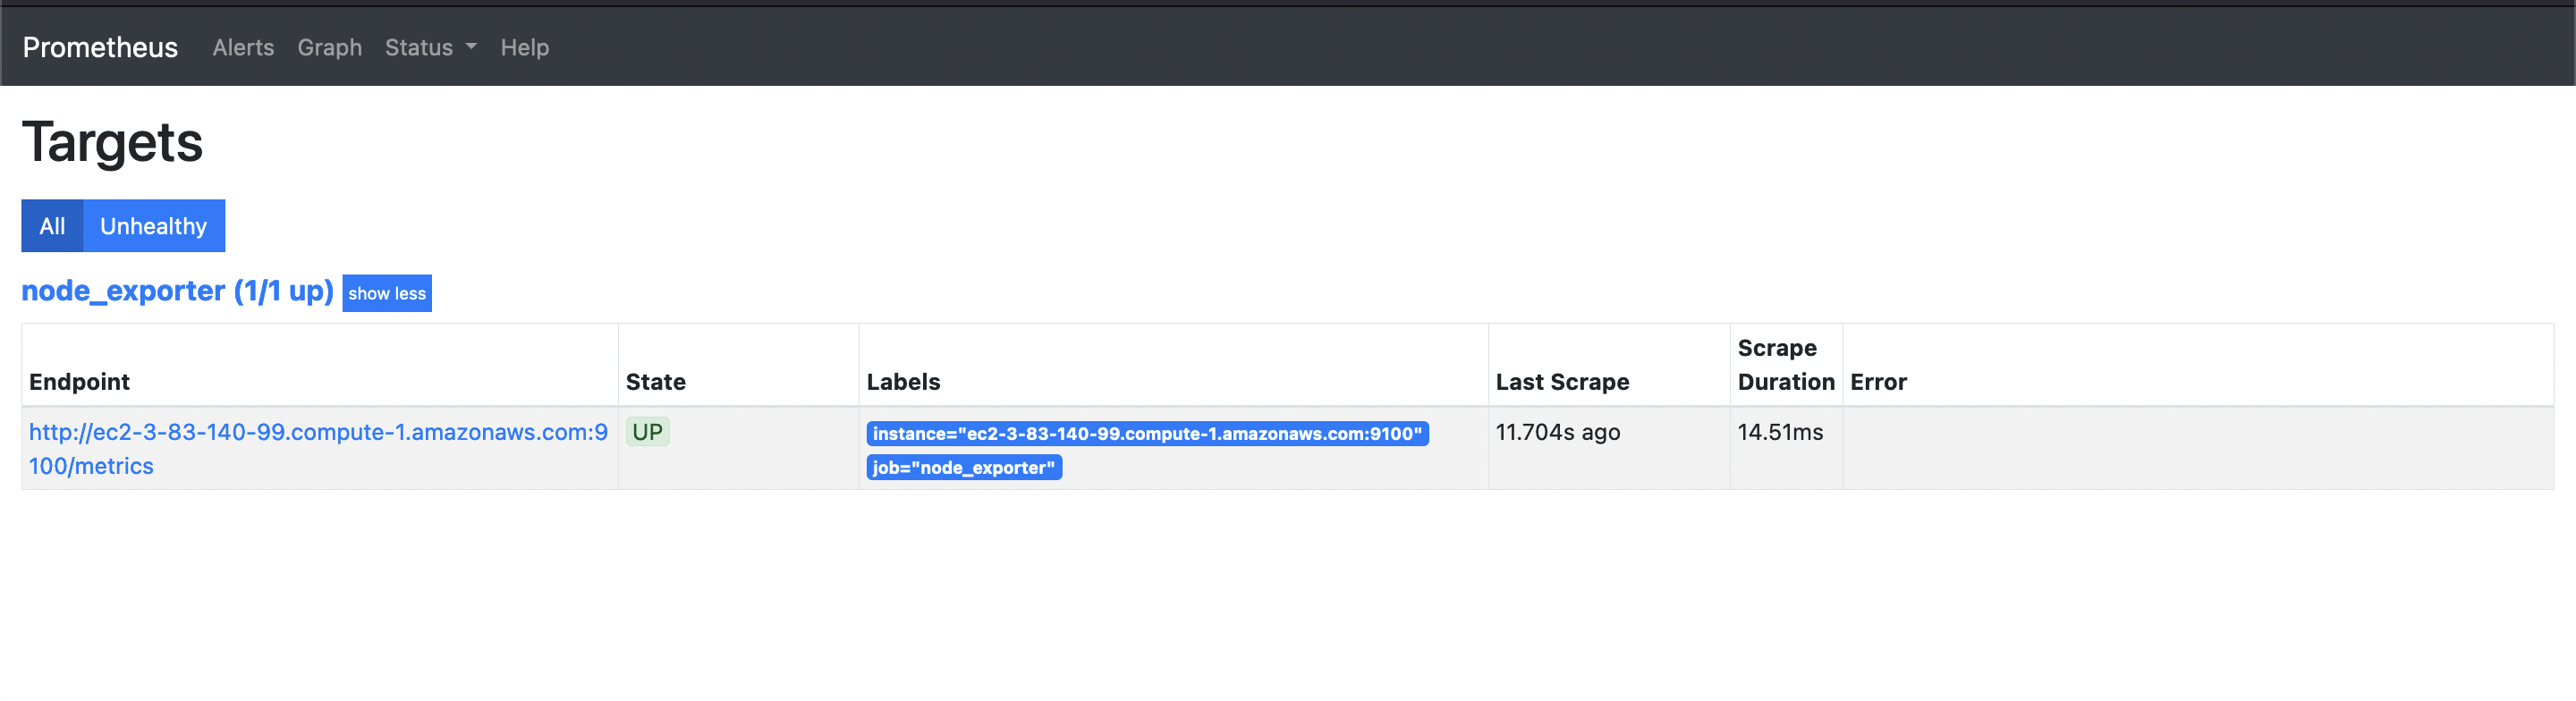 Prometheus Alerts Graph Status Help
Targets
All Unhealthy
node_exporter (1/1 up) show less
Endpoint State Labels Last Scrape Scrape Duration Error
http://ec2-3-83-140-99.compute-1.amazonaws.com:9 UP instance="ec2-3-83-140-99.compute-1.amazonaws.com:9100" 11.704s ago 14.51ms
100/metrics job="node_exporter"